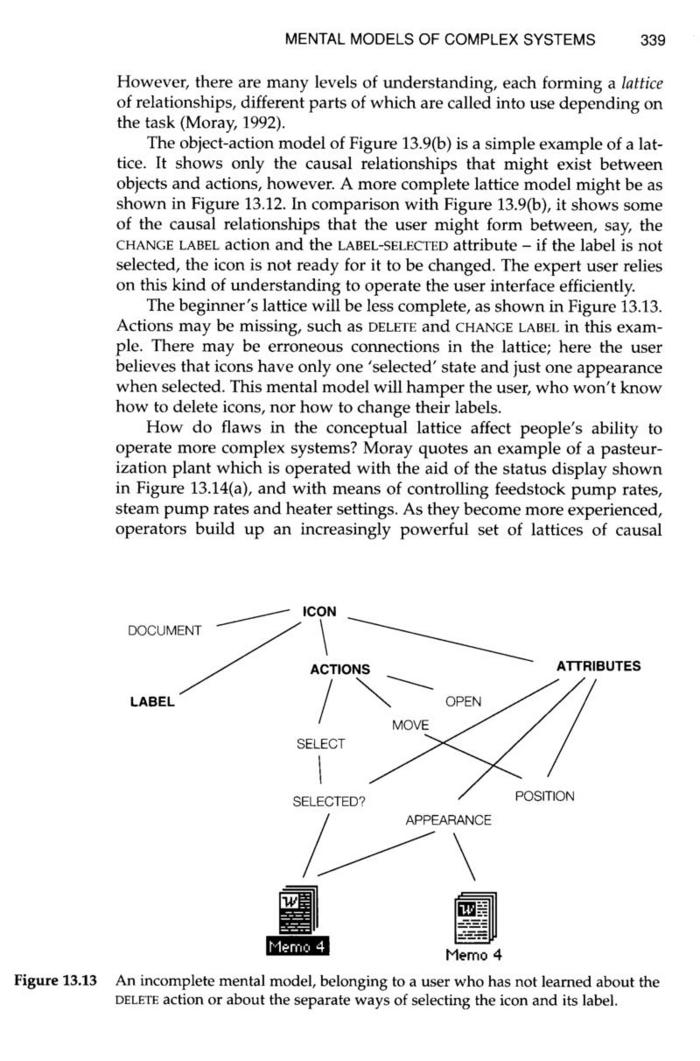 MENTAL MODELS OF COMPLEX SYSTEMS 339
However, there are many levels of understanding, each forming a lattice
of relationships, different parts of which are called into use depending on
the task (Moray, 1992).
The object-action model of Figure 13.9(b) is a simple example of a lat-
tice. It shows only the causal relationships that might exist between
objects and actions, however. A more complete lattice model might be as
shown in Figure 13.12. In comparison with Figure 13.9(b), it shows some
of the causal relationships that the user might form between, say, the
CHANGE LABEL action and the LABEL-SELECTED attribute – if the label is not
selected, the icon is not ready for it to be changed. The expert user relies
on this kind of understanding to operate the user interface efficiently.
The beginner's lattice will be less complete, as shown in Figure 13.13.
Actions may be missing, such as DELETE and CHANGE LABEL in this exam-
ple. There may be erroneous connections in the lattice; here the user
believes that icons have only one 'selected' state and just one appearance
when selected. This mental model will hamper the user, who won't know
how to delete icons, nor how to change their labels.
How do flaws in the conceptual lattice affect people's ability to
operate more complex systems? Moray quotes an example of a pasteur-
ization plant which is operated with the aid of the status display shown
in Figure 13.14(a), and with means of controlling feedstock pump rates,
steam pump rates and heater settings. As they become more experienced,
operators build up an increasingly powerful set of lattices of causal
ICON
DOCUMENT
ACTIONS
ATTRIBUTES
LABEL
OPEN
MOVE
SELECT
SELECTED?
POSITION
APPEARANCE
W
W
Memo 4
Memo 4
Figure 13.13 An incomplete mental model, belonging to a user who has not learned about the
DELETE action or about the separate ways of selecting the icon and its label.